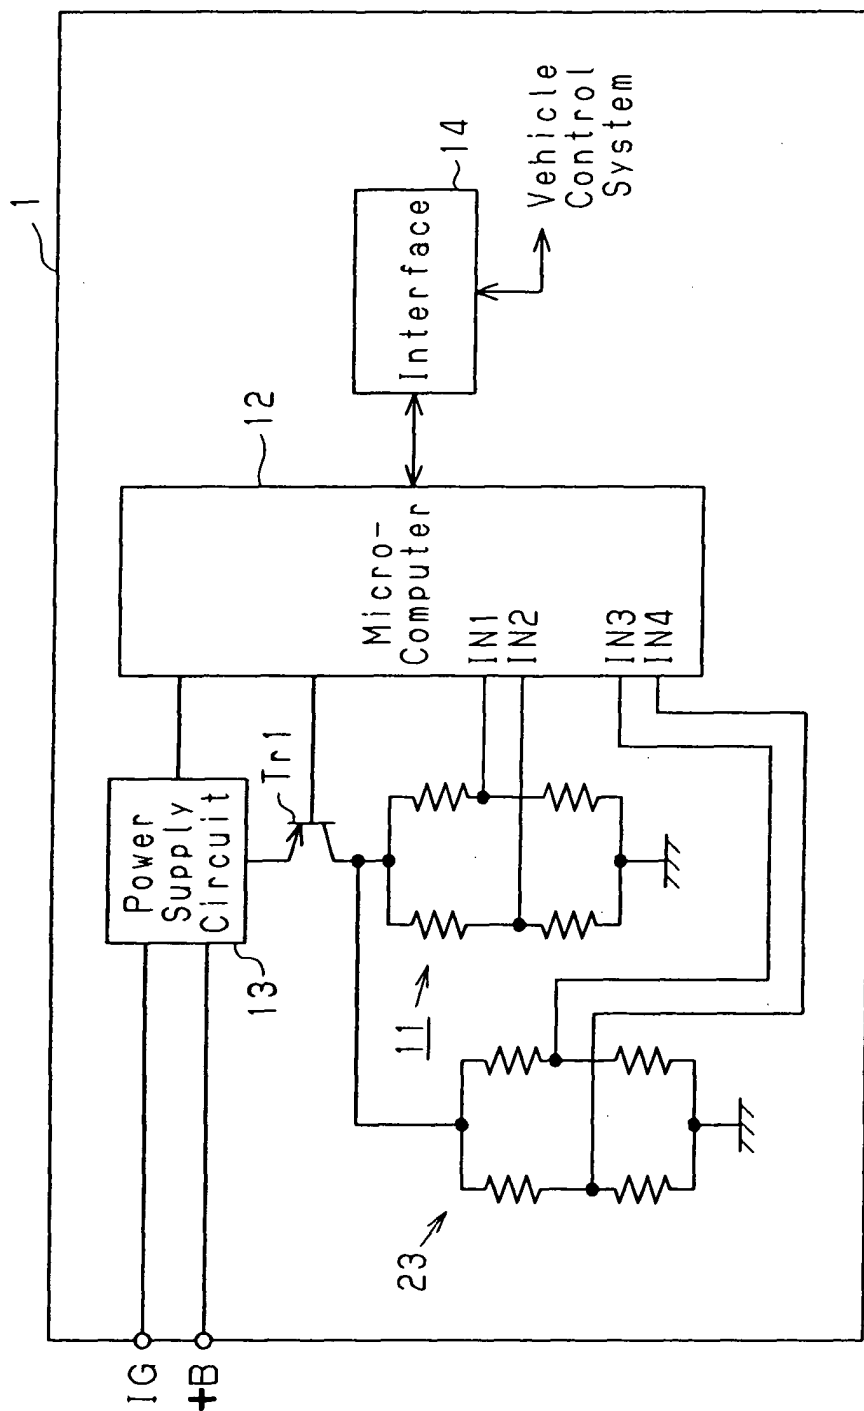 1
IG
+B
13
Power
Supply
Circuit
Tr1
12
Micro-
Computer
IN1
IN2
IN3
IN4
14
Interface
Vehicle
Control
System
11
23